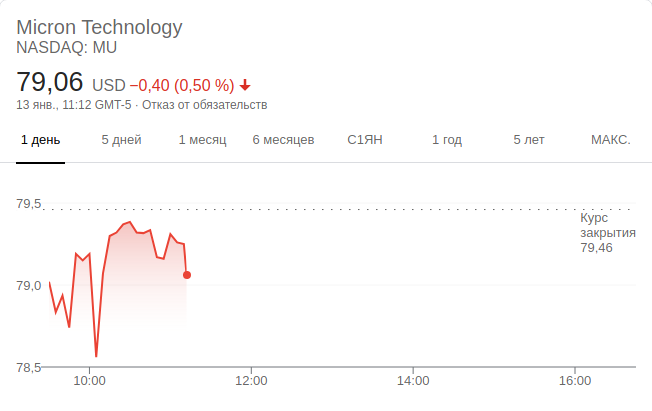 Micron Technology
NASDAQ: MU
79,06 USD −0,40 (0,50 %)
13 янв., 11:12 GMT-5 · Отказ от обязательств
1 день 5 дней 1 месяц 6 месяцев С1ЯН 1 год 5 лет МАКС.
79,5
Курс
закрытия
79,46
79,0
78,5
10:00 12:00 14:00 16:00